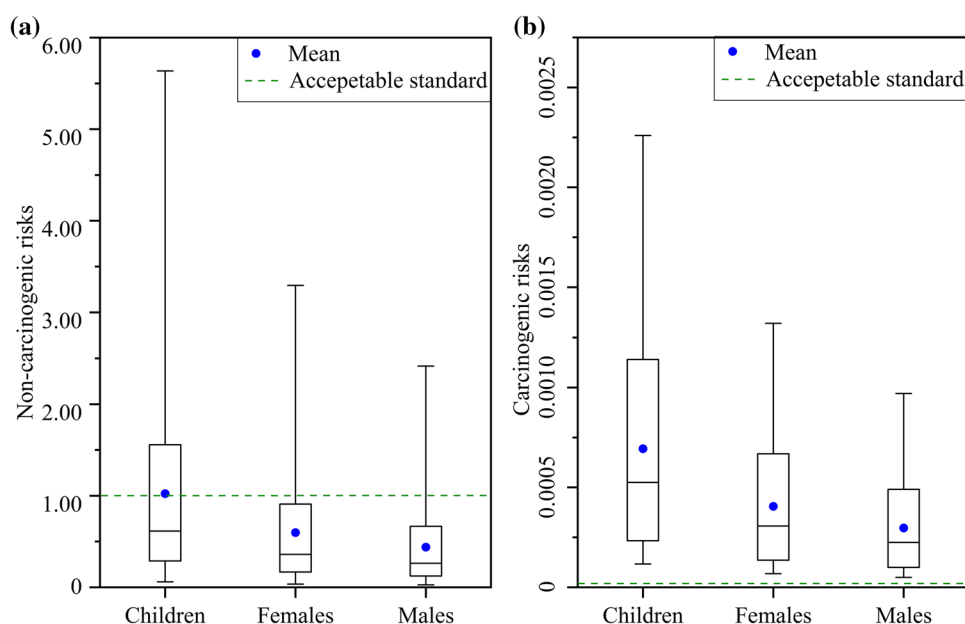 (a)
6.00
5.00
4.00
3.00
2.00
1.00
0
Non-carcinogenic risks
Mean
Accepetable standard
Children Females Males
(b)
0.0025
0.0020
0.0015
0.0010
0.0005
0
Carcinogenic risks
Mean
Accepetable standard
Children Females Males